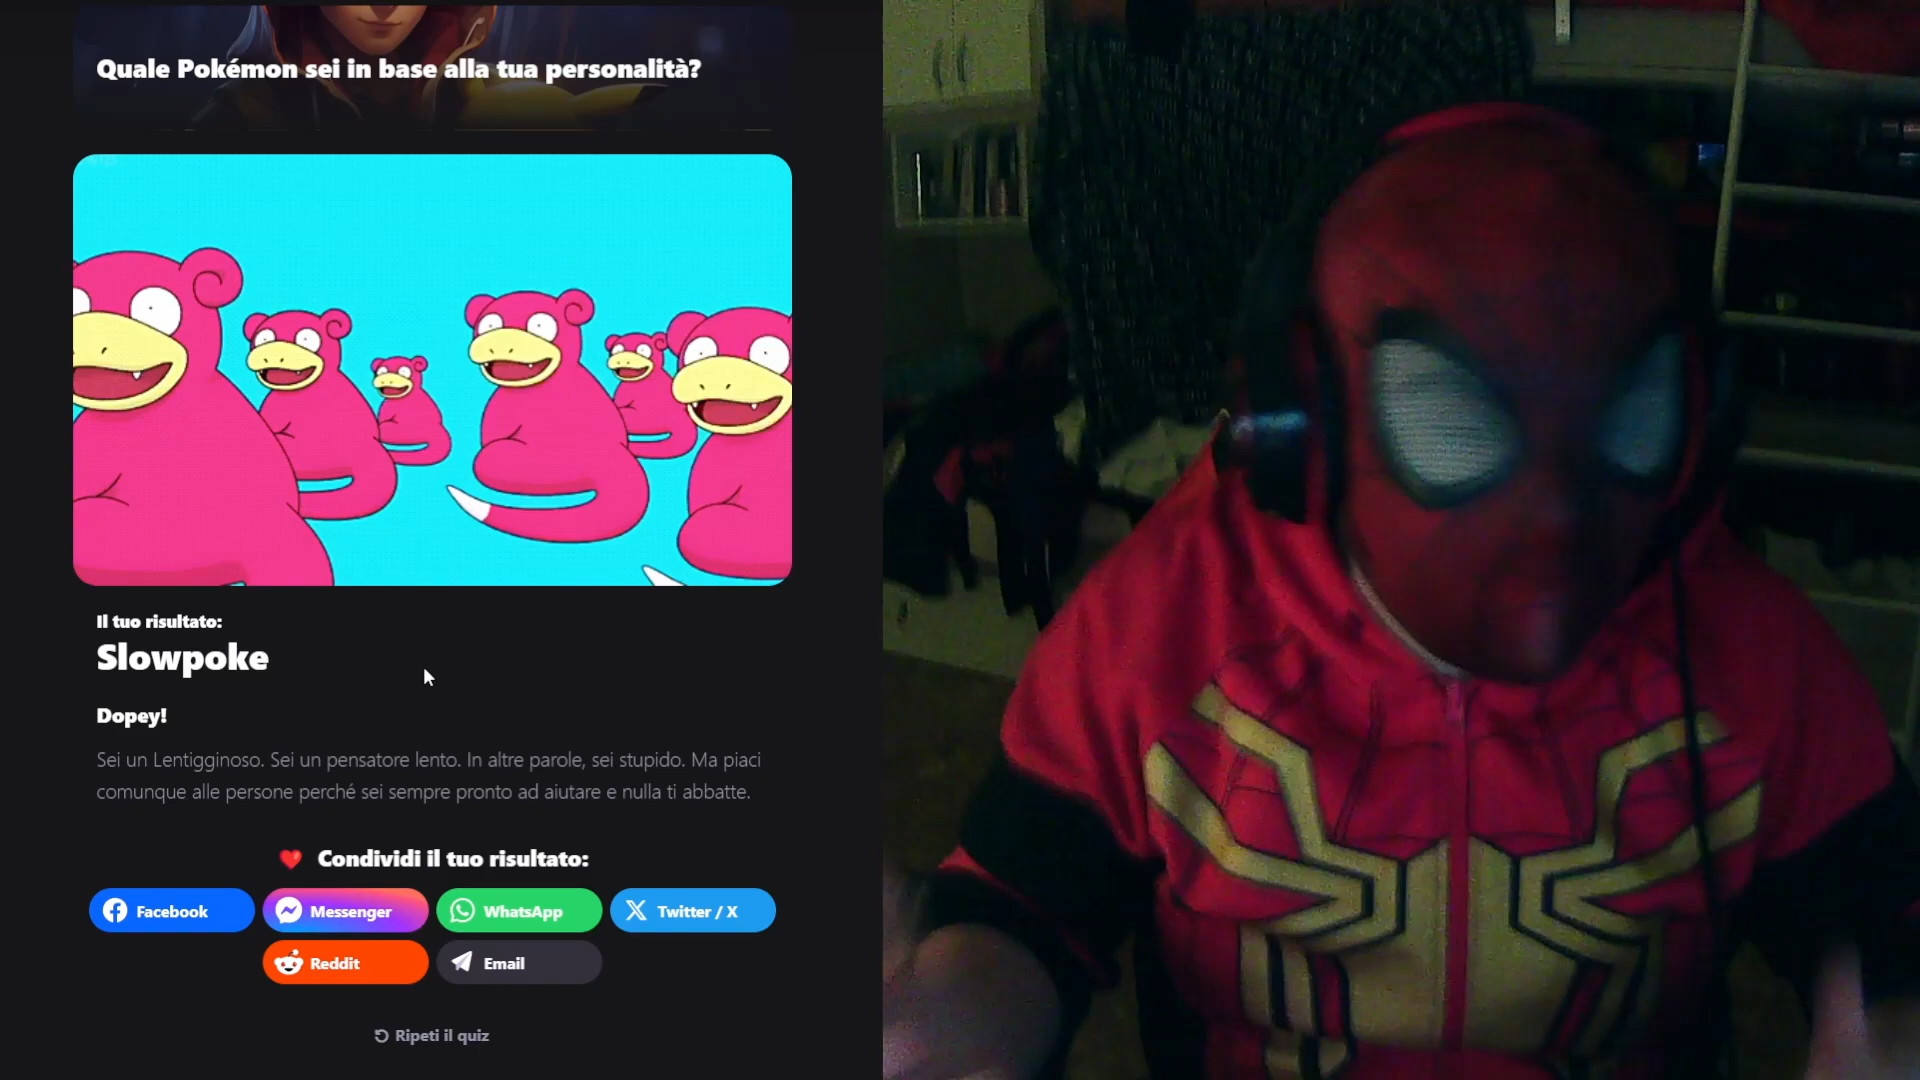 Quale Pokémon sei in base alla tua personalità?
Il tuo risultato:
Slowpoke
Dopey!
Sei un Lentigginoso. Sei un pensatore lento. In altre parole, sei stupido. Ma piaci
comunque alle persone perché sei sempre pronto ad aiutare e nulla ti abbatte.
Condividi il tuo risultato:
Facebook
Messenger
WhatsApp
Twitter / X
Reddit
Email
Ripeti il quiz